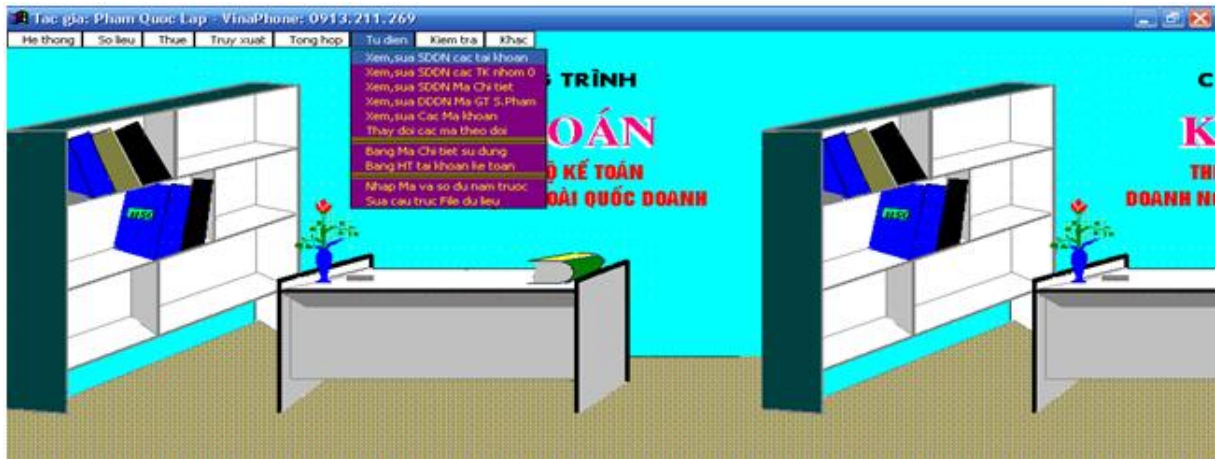 Tac gia: Pham Quoc Lap - VinaPhone: 0913.211.269
He thong So lieu Thue Truy xuat Tong hop Tu dien Kiem tra Khac
Xem,sua SDDN cac tai khoan
Xem,sua SDDN cac TK nhom 0
Xem,sua SDDN Ma Chi tiet
Xem,sua DDDN Ma GT S.Pham
Xem,sua Cac Ma khoan
Thay doi cac ma theo doi
Bang Ma Chi tiet su dung
Bang HT tai khoan ke toan
Nhap Ma va so du nam truoc
Sua cau truc File du lieu
TRÌNH
C
OÁN
K
Ộ KẾ TOÁN
TH
OÀI QUỐC DOANH
DOANH N